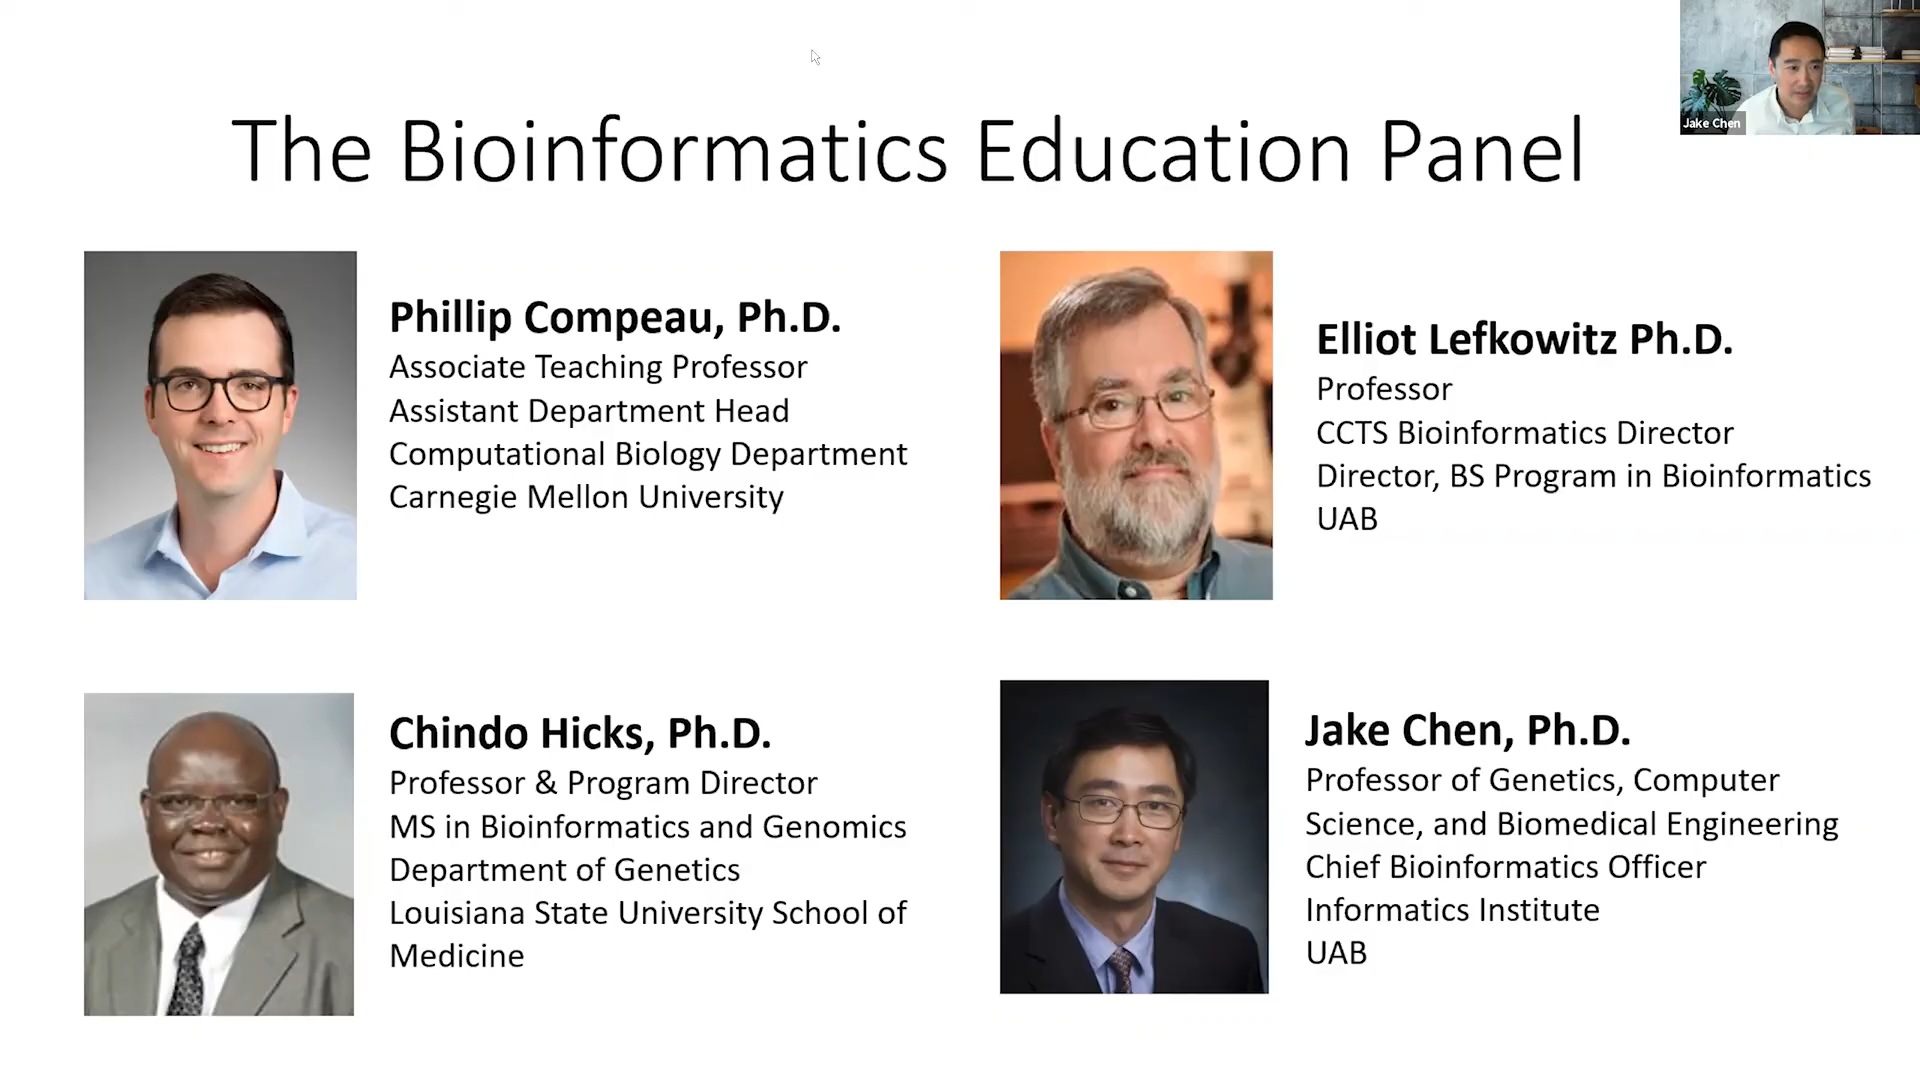 The Bioinformatics Education Panel
Jake Chen
Phillip Compeau, Ph.D.
Associate Teaching Professor
Assistant Department Head
Computational Biology Department
Carnegie Mellon University
Elliot Lefkowitz Ph.D.
Professor
CCTS Bioinformatics Director
Director, BS Program in Bioinformatics
UAB
Chindo Hicks, Ph.D.
Professor & Program Director
MS in Bioinformatics and Genomics
Department of Genetics
Louisiana State University School of
Medicine
Jake Chen, Ph.D.
Professor of Genetics, Computer
Science, and Biomedical Engineering
Chief Bioinformatics Officer
Informatics Institute
UAB